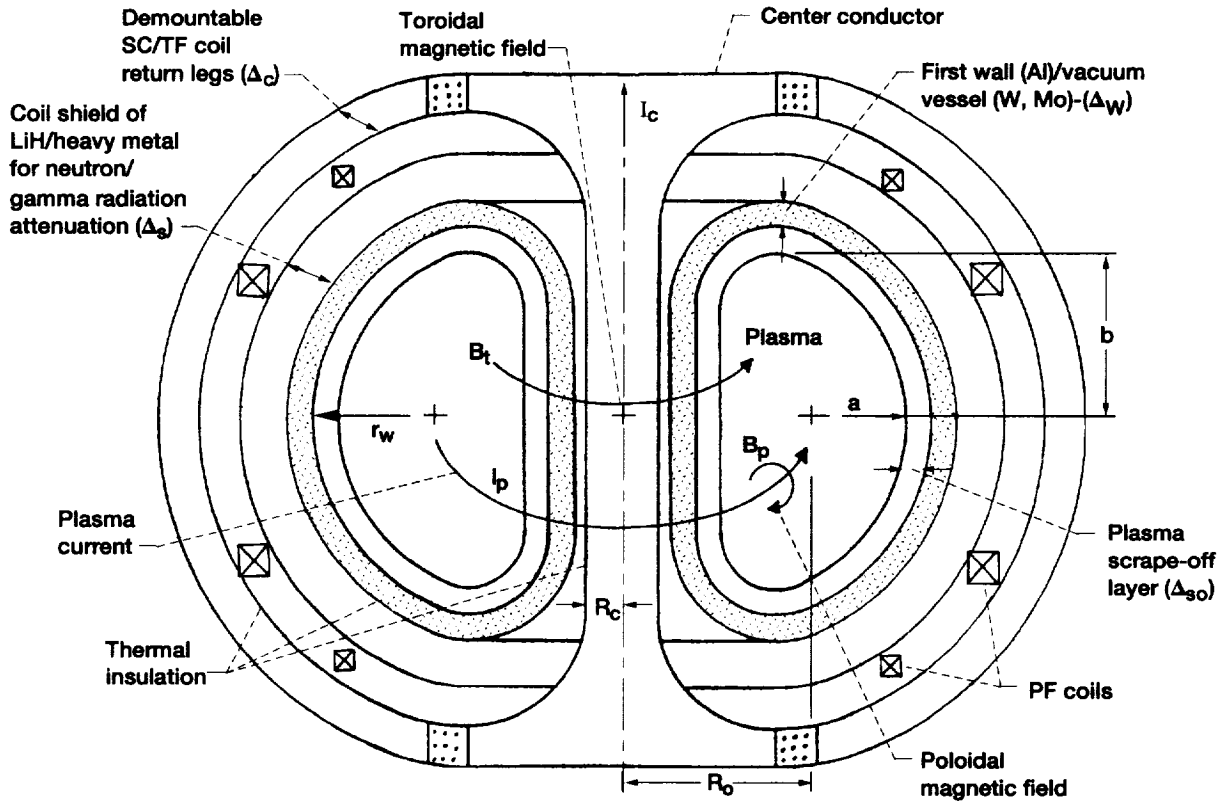 Demountable
SC/TF coil
return legs (Δc)
Toroidal
magnetic field
Center conductor
First wall (Al)/vacuum
vessel (W, Mo)-(ΔW)
Coil shield of
LiH/heavy metal
for neutron/
gamma radiation
attenuation (Δs)
Ic
b
Bt
Plasma
a
rw
Bp
Ip
Plasma
current
Plasma
scrape-off
layer (Δso)
Rc
Thermal
insulation
PF coils
Ro
Poloidal
magnetic field